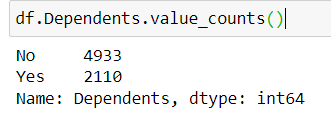 df.Dependents.value_counts()
No     4933
Yes    2110
Name: Dependents, dtype: int64